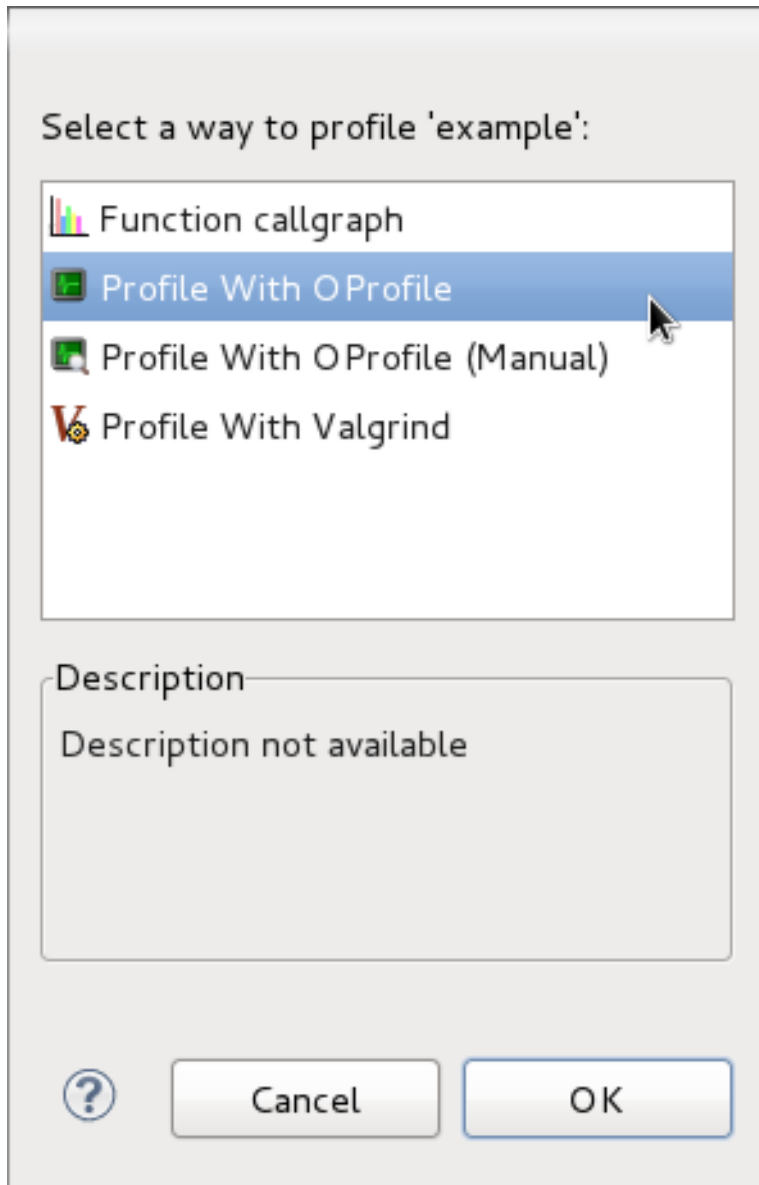 Select a way to profile 'example':
Function callgraph
Profile With OProfile
Profile With OProfile (Manual)
Profile With Valgrind
Description
Description not available
?
Cancel
OK